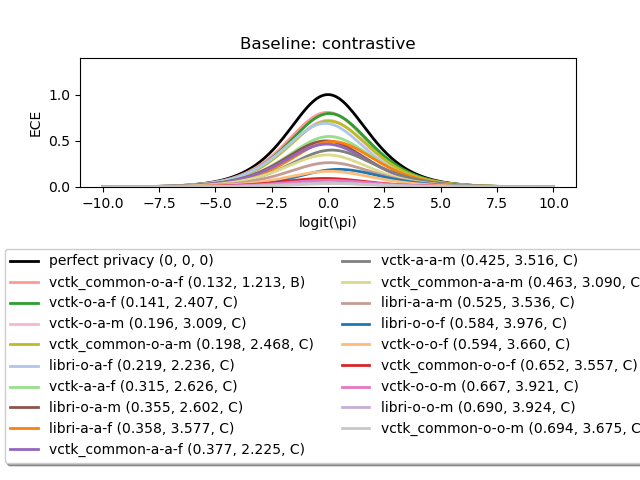 Baseline: contrastive
ECE
1.0
0.5
0.0
−10.0 −7.5 −5.0 −2.5 0.0 2.5 5.0 7.5 10.0
logit(\pi)
perfect privacy (0, 0, 0)
vctk_common-o-a-f (0.132, 1.213, B)
vctk-o-a-f (0.141, 2.407, C)
vctk-o-a-m (0.196, 3.009, C)
vctk_common-o-a-m (0.198, 2.468, C)
libri-o-a-f (0.219, 2.236, C)
vctk-a-a-f (0.315, 2.626, C)
libri-o-a-m (0.355, 2.602, C)
libri-a-a-f (0.358, 3.577, C)
vctk_common-a-a-f (0.377, 2.225, C)
vctk-a-a-m (0.425, 3.516, C)
vctk_common-a-a-m (0.463, 3.090, C
libri-a-a-m (0.525, 3.536, C)
libri-o-o-f (0.584, 3.976, C)
vctk-o-o-f (0.594, 3.660, C)
vctk_common-o-o-f (0.652, 3.557, C)
vctk-o-o-m (0.667, 3.921, C)
libri-o-o-m (0.690, 3.924, C)
vctk_common-o-o-m (0.694, 3.675, C